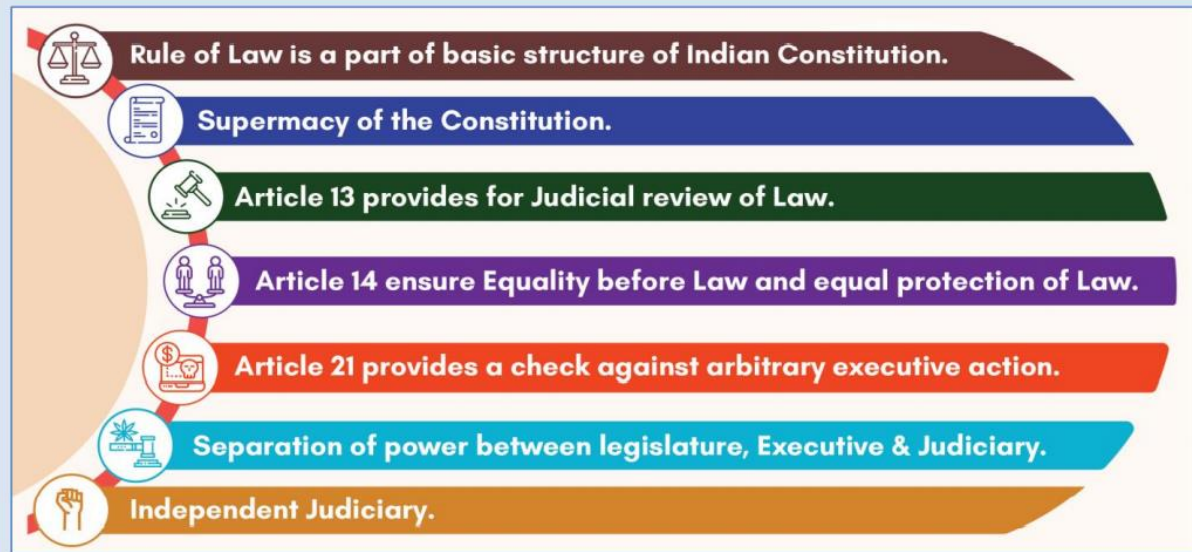 Rule of Law is a part of basic structure of Indian Constitution.
Supermacy of the Constitution.
Article 13 provides for Judicial review of Law.
Article 14 ensure Equality before Law and equal protection of Law.
Article 21 provides a check against arbitrary executive action.
Separation of power between legislature, Executive & Judiciary.
Independent Judiciary.